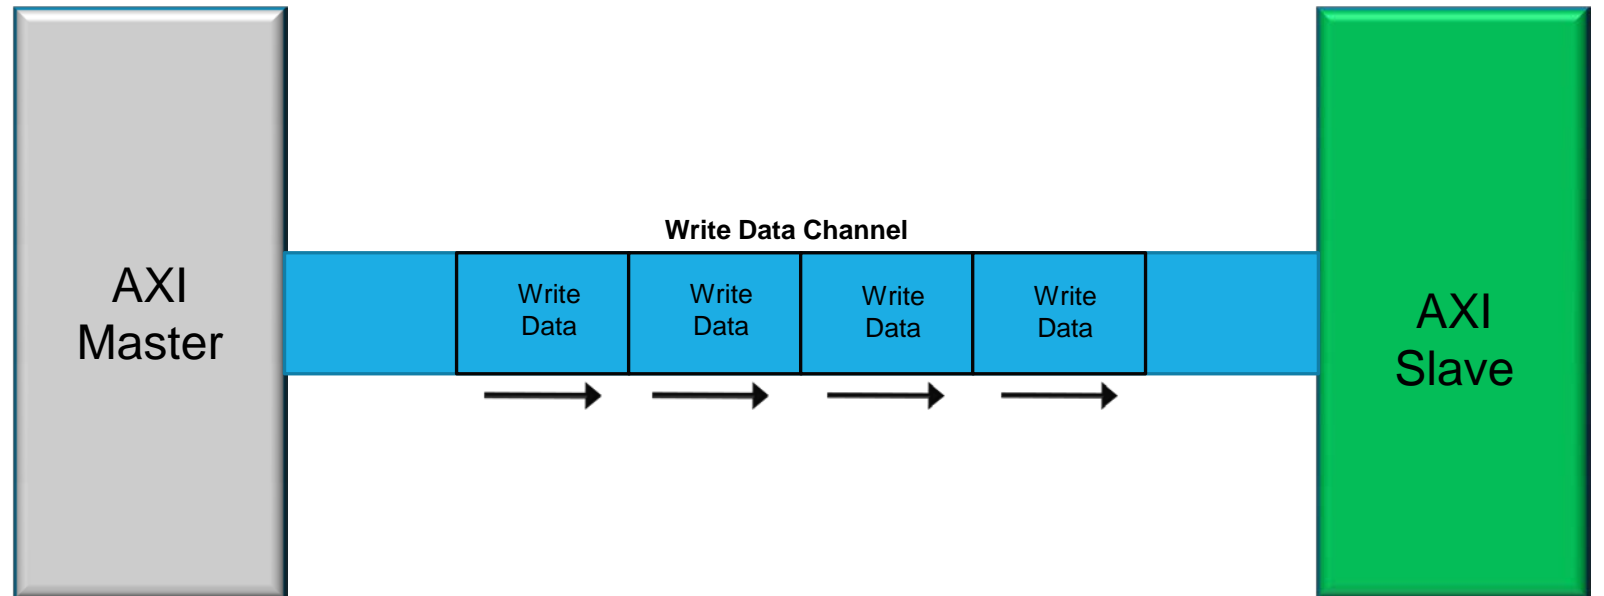 Write Data Channel
AXI
Master
Write
Data
Write
Data
Write
Data
Write
Data
AXI
Slave